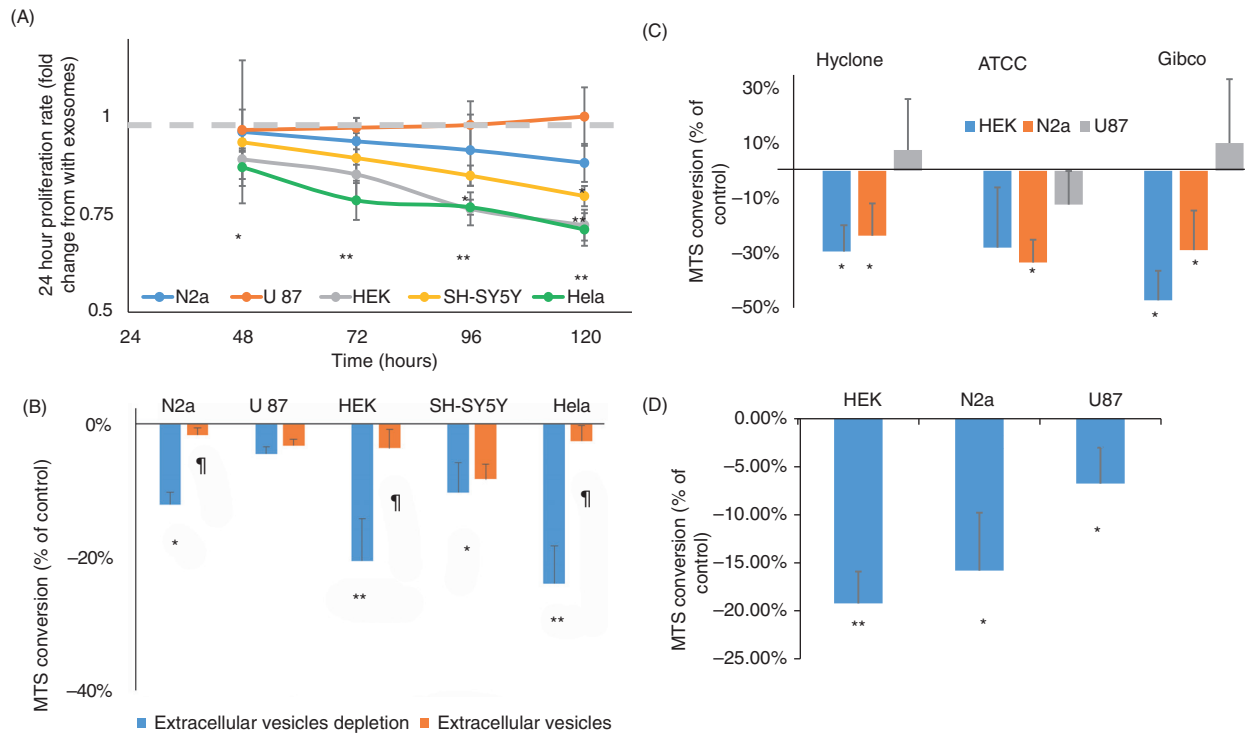 (A)
24 hour proliferation rate (fold
change from with exosomes)
1
0.75
0.5
*
**
*
**
*
**
**
N2a U 87 HEK SH-SY5Y Hela
24 48 72 96 120
Time (hours)
(B)
N2a U 87 HEK SH-SY5Y Hela
MTS conversion (% of control)
0%
–20%
–40%
*
¶
**
¶
*
**
¶
Extracellular vesicles depletion Extracellular vesicles
(C)
Hyclone ATCC Gibco
MTS conversion (% of
control)
30%
10%
–10%
–30%
–50%
HEK N2a U87
* *
*
*
*
(D)
HEK N2a U87
MTS conversion (% of
control)
0.00%
–5.00%
–10.00%
–15.00%
–20.00%
–25.00%
**
*
*